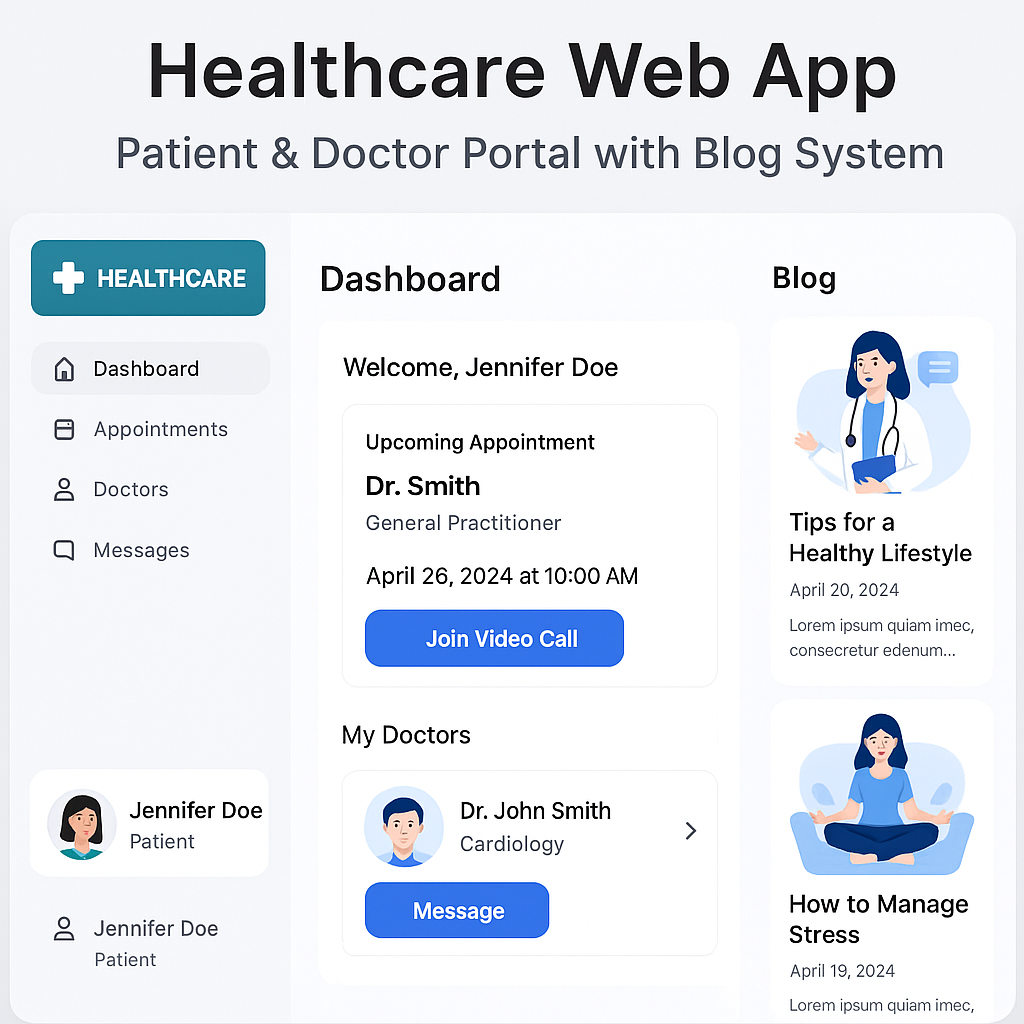 Healthcare Web App
Patient & Doctor Portal with Blog System
HEALTHCARE
Dashboard
Appointments
Doctors
Messages
Jennifer Doe
Patient
Jennifer Doe
Patient
Dashboard
Welcome, Jennifer Doe
Upcoming Appointment
Dr. Smith
General Practitioner
April 26, 2024 at 10:00 AM
Join Video Call
My Doctors
Dr. John Smith
Cardiology
Message
Blog
Tips for a
Healthy Lifestyle
April 20, 2024
Lorem ipsum quiam imec,
consecretur edenum...
How to Manage
Stress
April 19, 2024
Lorem ipsum quiam imec,